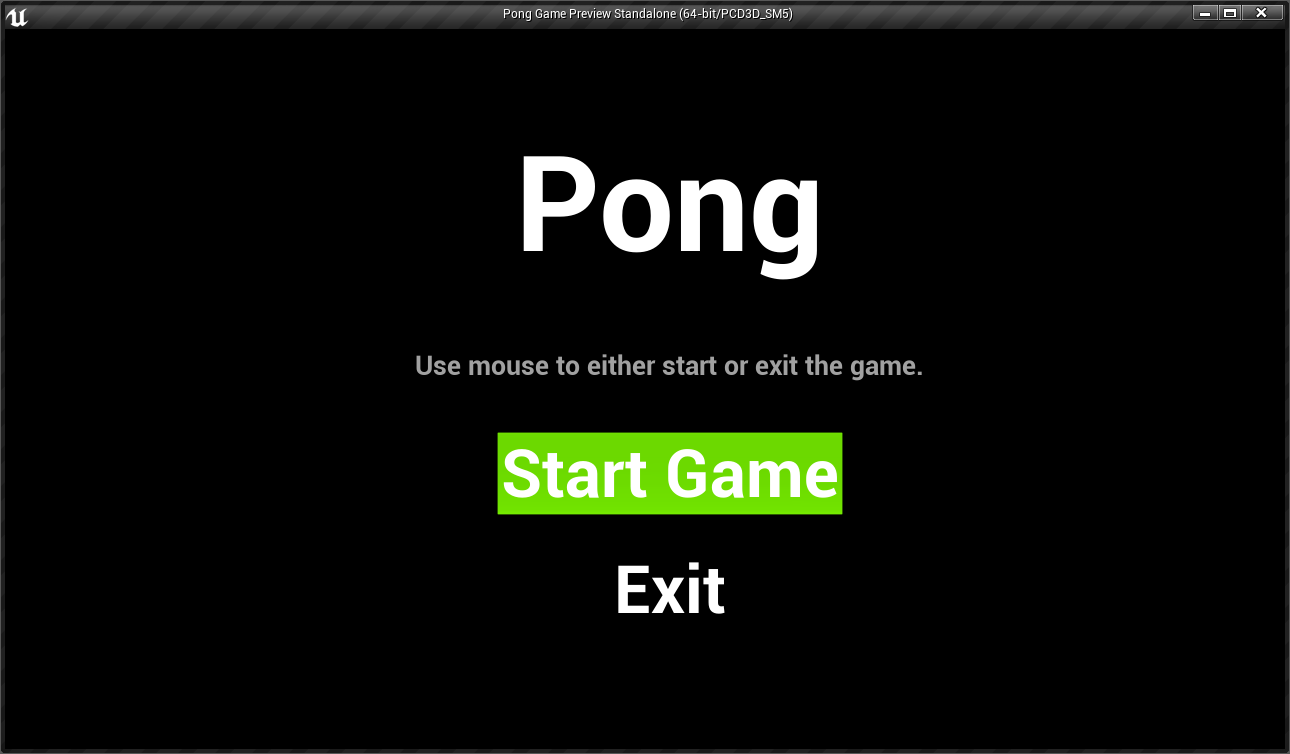 Pong Game Preview Standalone (64-bit/PCD3D_SM5)
Pong
Use mouse to either start or exit the game.
Start Game
Exit